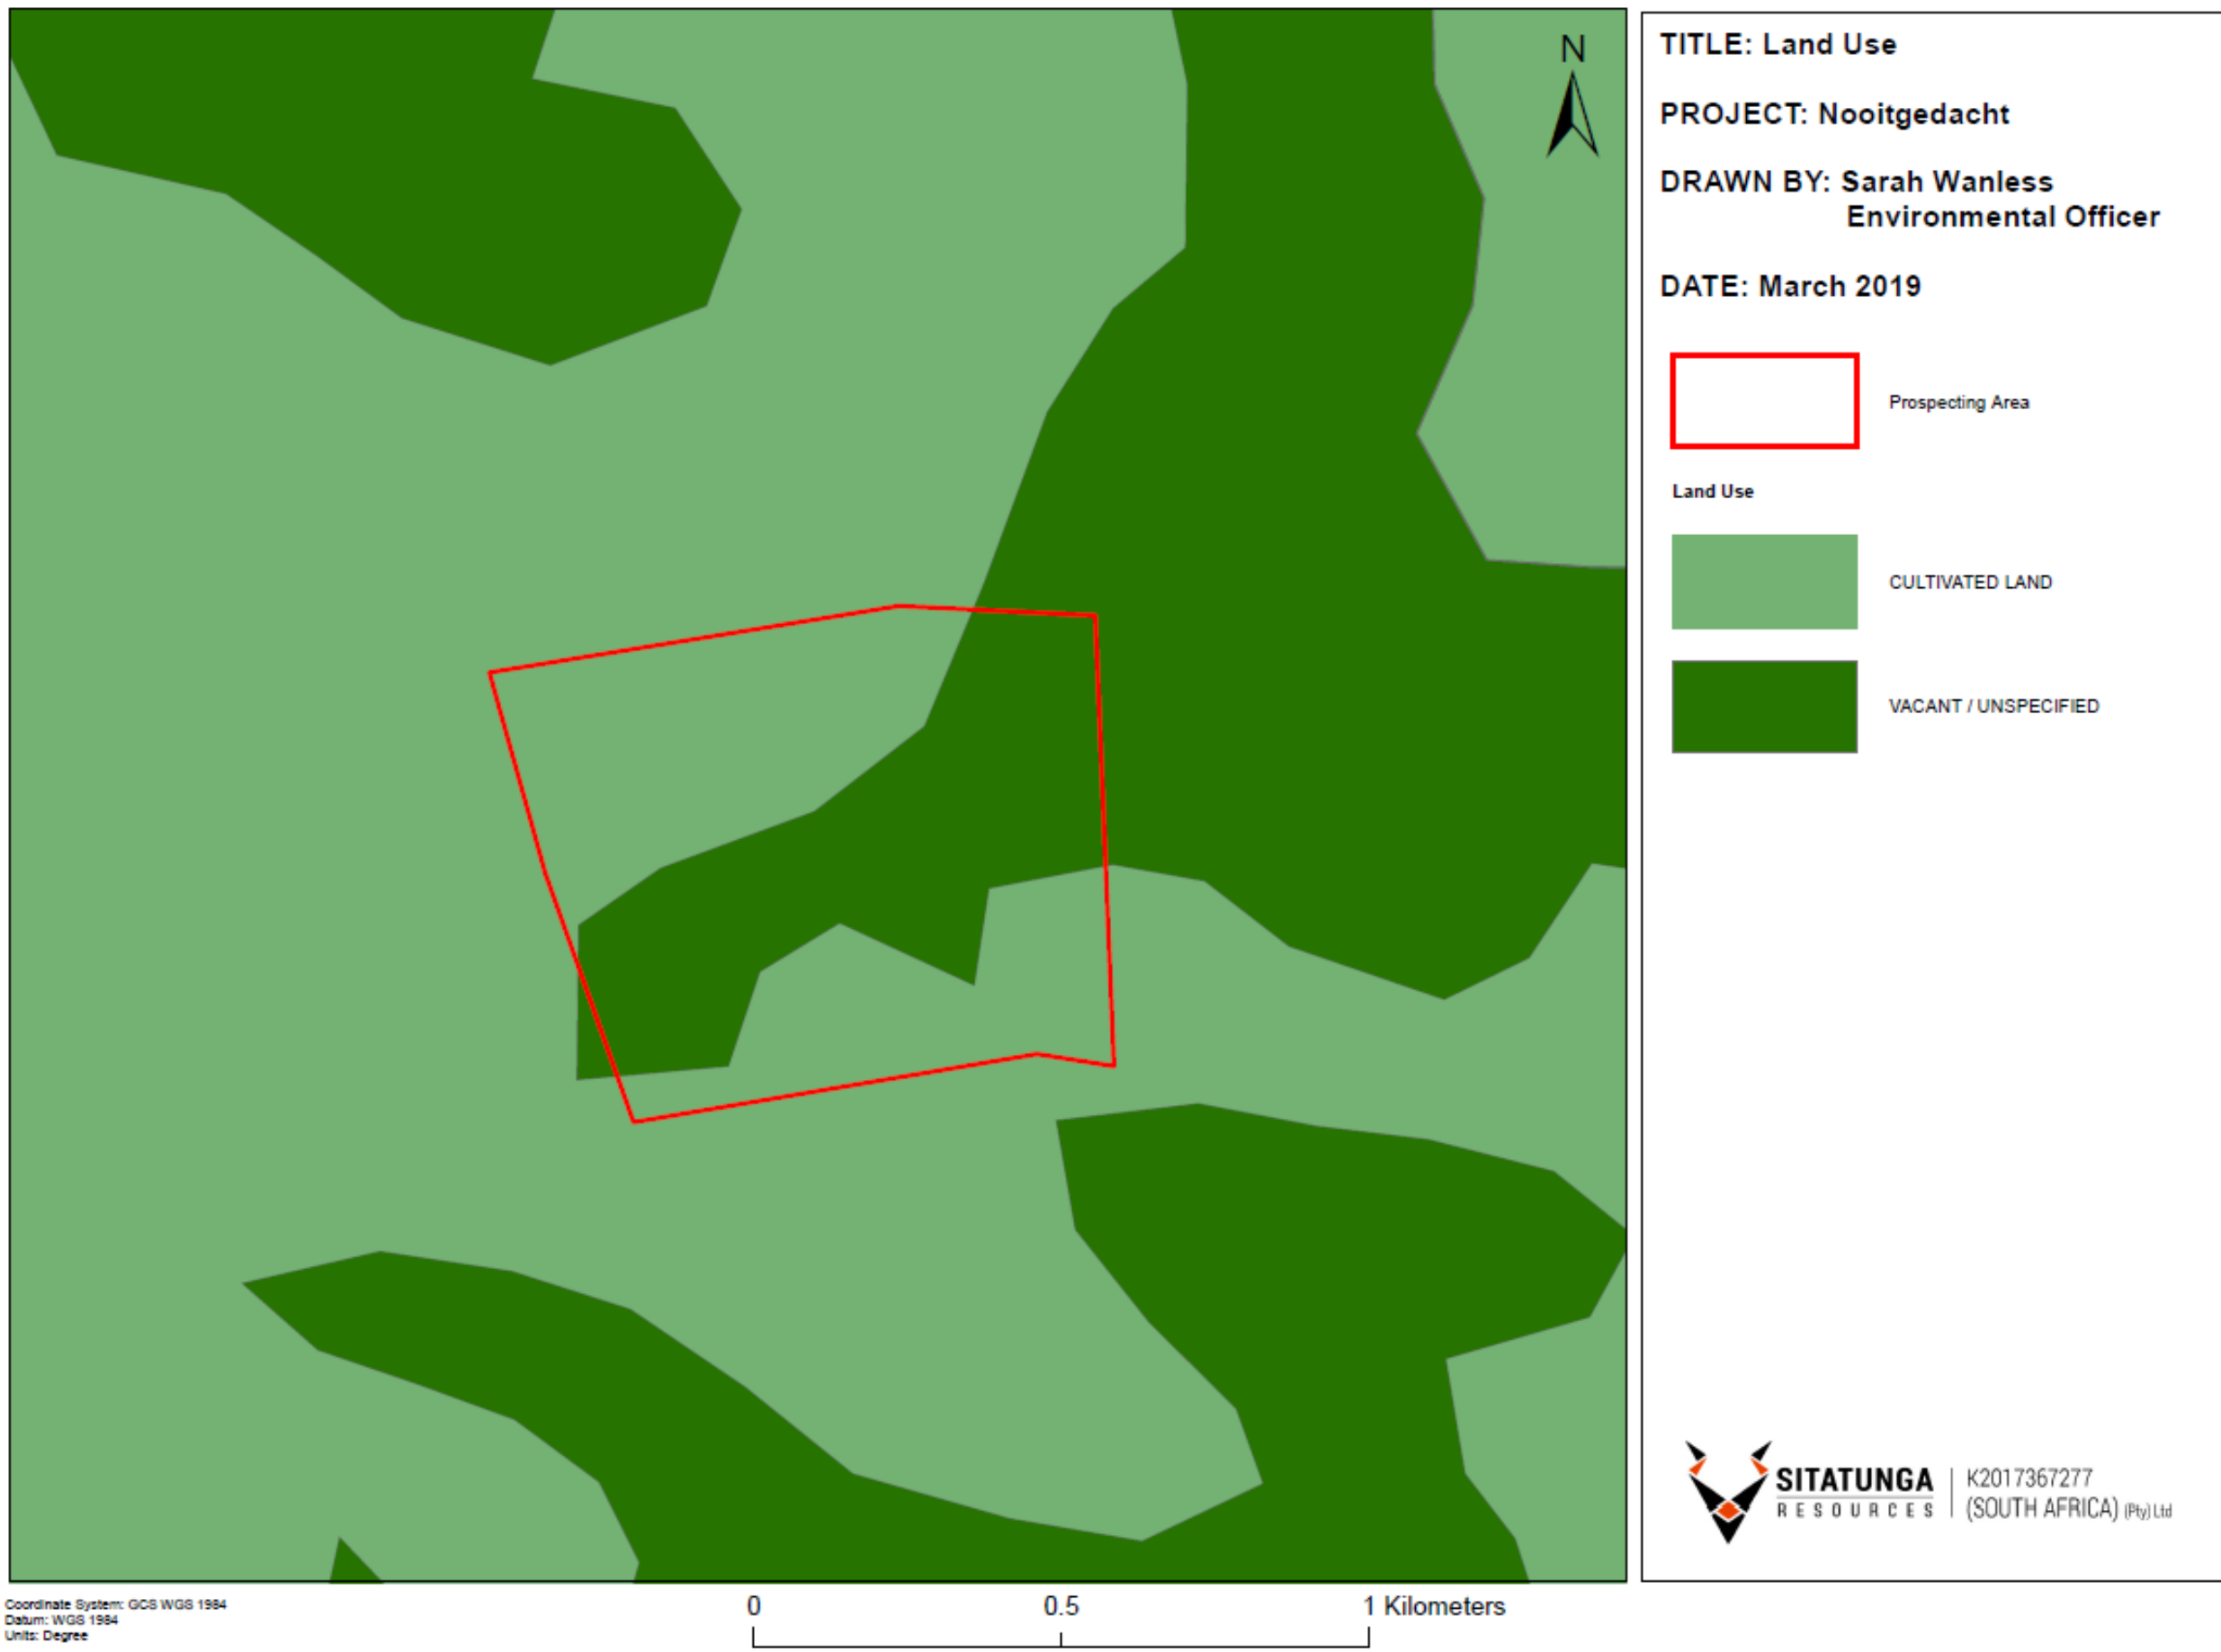 N
TITLE: Land Use
PROJECT: Nooitgedacht
DRAWN BY: Sarah Wanless
Environmental Officer
DATE: March 2019
Prospecting Area
Land Use
CULTIVATED LAND
VACANT / UNSPECIFIED
SITATUNGA
RESOURCES
K2017367277
(SOUTH AFRICA) (Pty) Ltd
Coordinate System: GCS WGS 1984
Datum: WGS 1984
Units: Degree
0 0.5 1 Kilometers